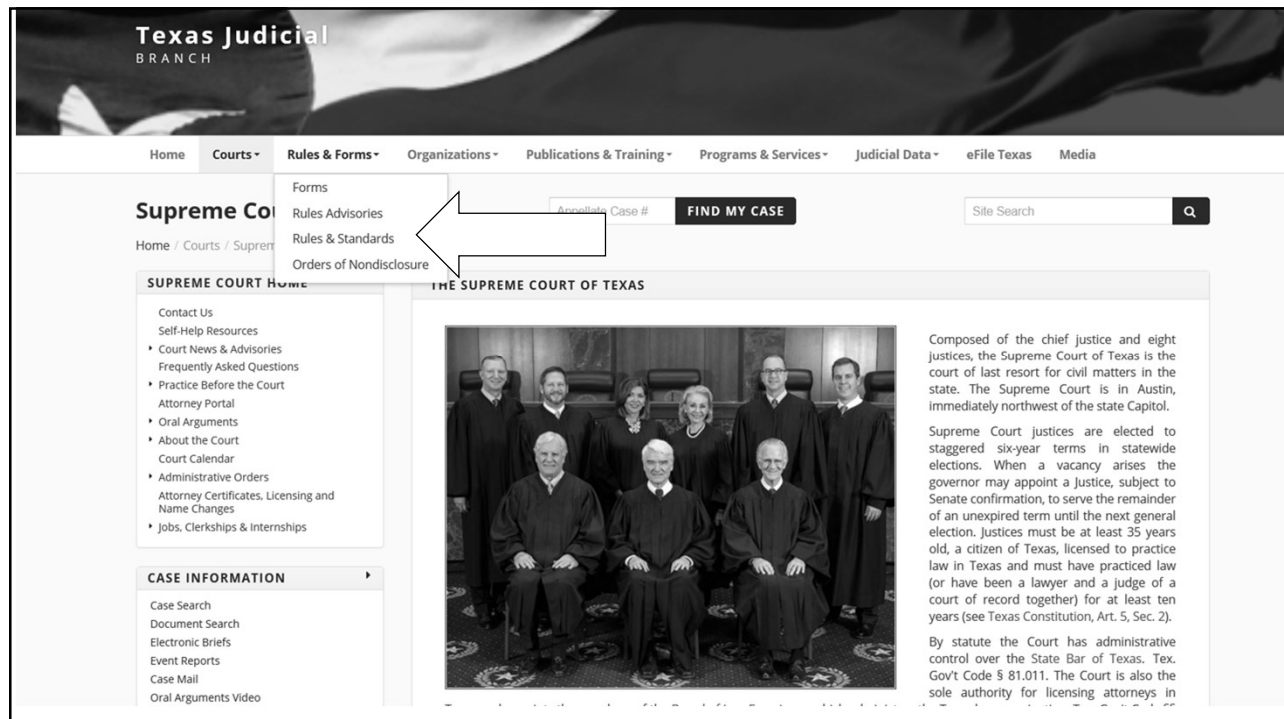 Texas Judicial
BRANCH
Home Courts Rules & Forms Organizations Publications & Training Programs & Services Judicial Data eFile Texas Media
Forms
Rules Advisories
Rules & Standards
Orders of Nondisclosure
Supreme Co
Appellate Case # FIND MY CASE
Site Search
Home / Courts / Suprem
SUPREME COURT HOME
Contact Us
Self-Help Resources
Court News & Advisories
Frequently Asked Questions
Practice Before the Court
Attorney Portal
Oral Arguments
About the Court
Court Calendar
Administrative Orders
Attorney Certificates, Licensing and
Name Changes
Jobs, Clerkships & Internships
CASE INFORMATION
Case Search
Document Search
Electronic Briefs
Event Reports
Case Mail
Oral Arguments Video
THE SUPREME COURT OF TEXAS
Composed of the chief justice and eight
justices, the Supreme Court of Texas is the
court of last resort for civil matters in the
state. The Supreme Court is in Austin,
immediately northwest of the state Capitol.
Supreme Court justices are elected to
staggered six-year terms in statewide
elections. When a vacancy arises the
governor may appoint a Justice, subject to
Senate confirmation, to serve the remainder
of an unexpired term until the next general
election. Justices must be at least 35 years
old, a citizen of Texas, licensed to practice
law in Texas and must have practiced law
(or have been a lawyer and a judge of a
court of record together) for at least ten
years (see Texas Constitution, Art. 5, Sec. 2).
By statute the Court has administrative
control over the State Bar of Texas. Tex.
Gov't Code § 81.011. The Court is also the
sole authority for licensing attorneys in